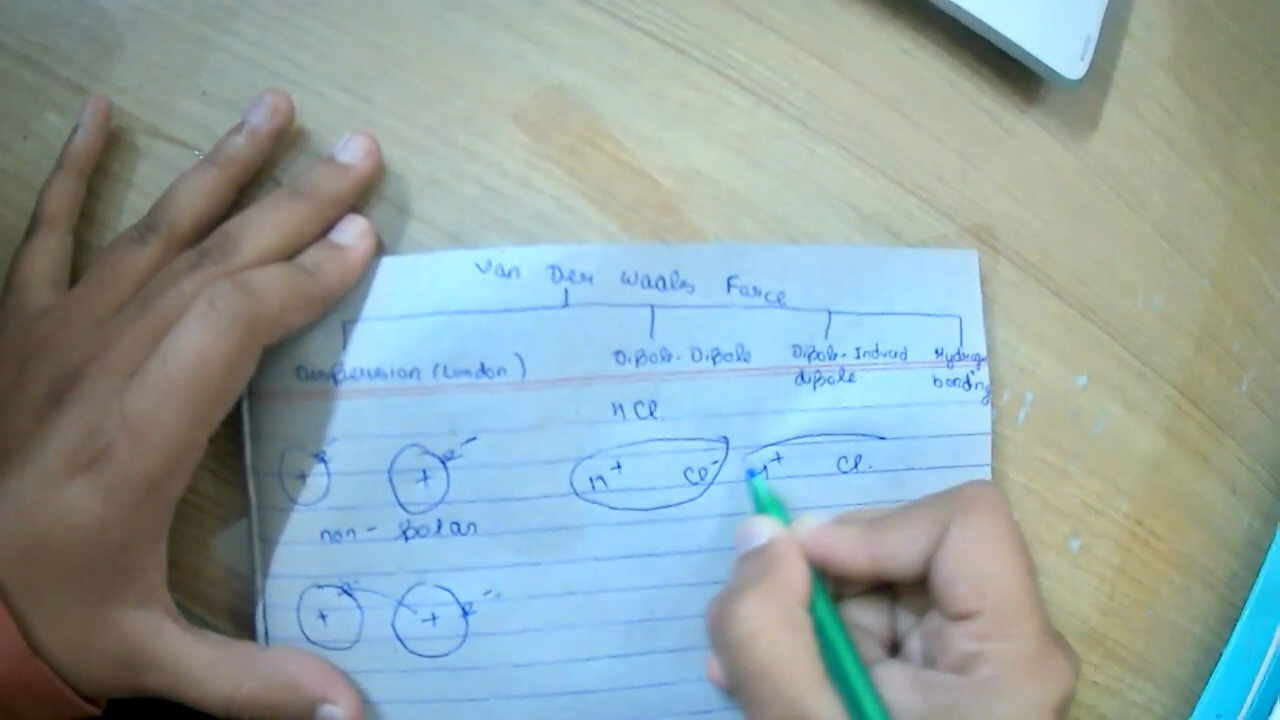 Van Der Waals Force
Dispersion (London)
Dipole - Dipole
Dipole - Induced
dipole
Hydrogen
bonding
HCl
+ e-
+ e-
H+ Cl-
H+ Cl.
non - Polar
+ e-
+ e-